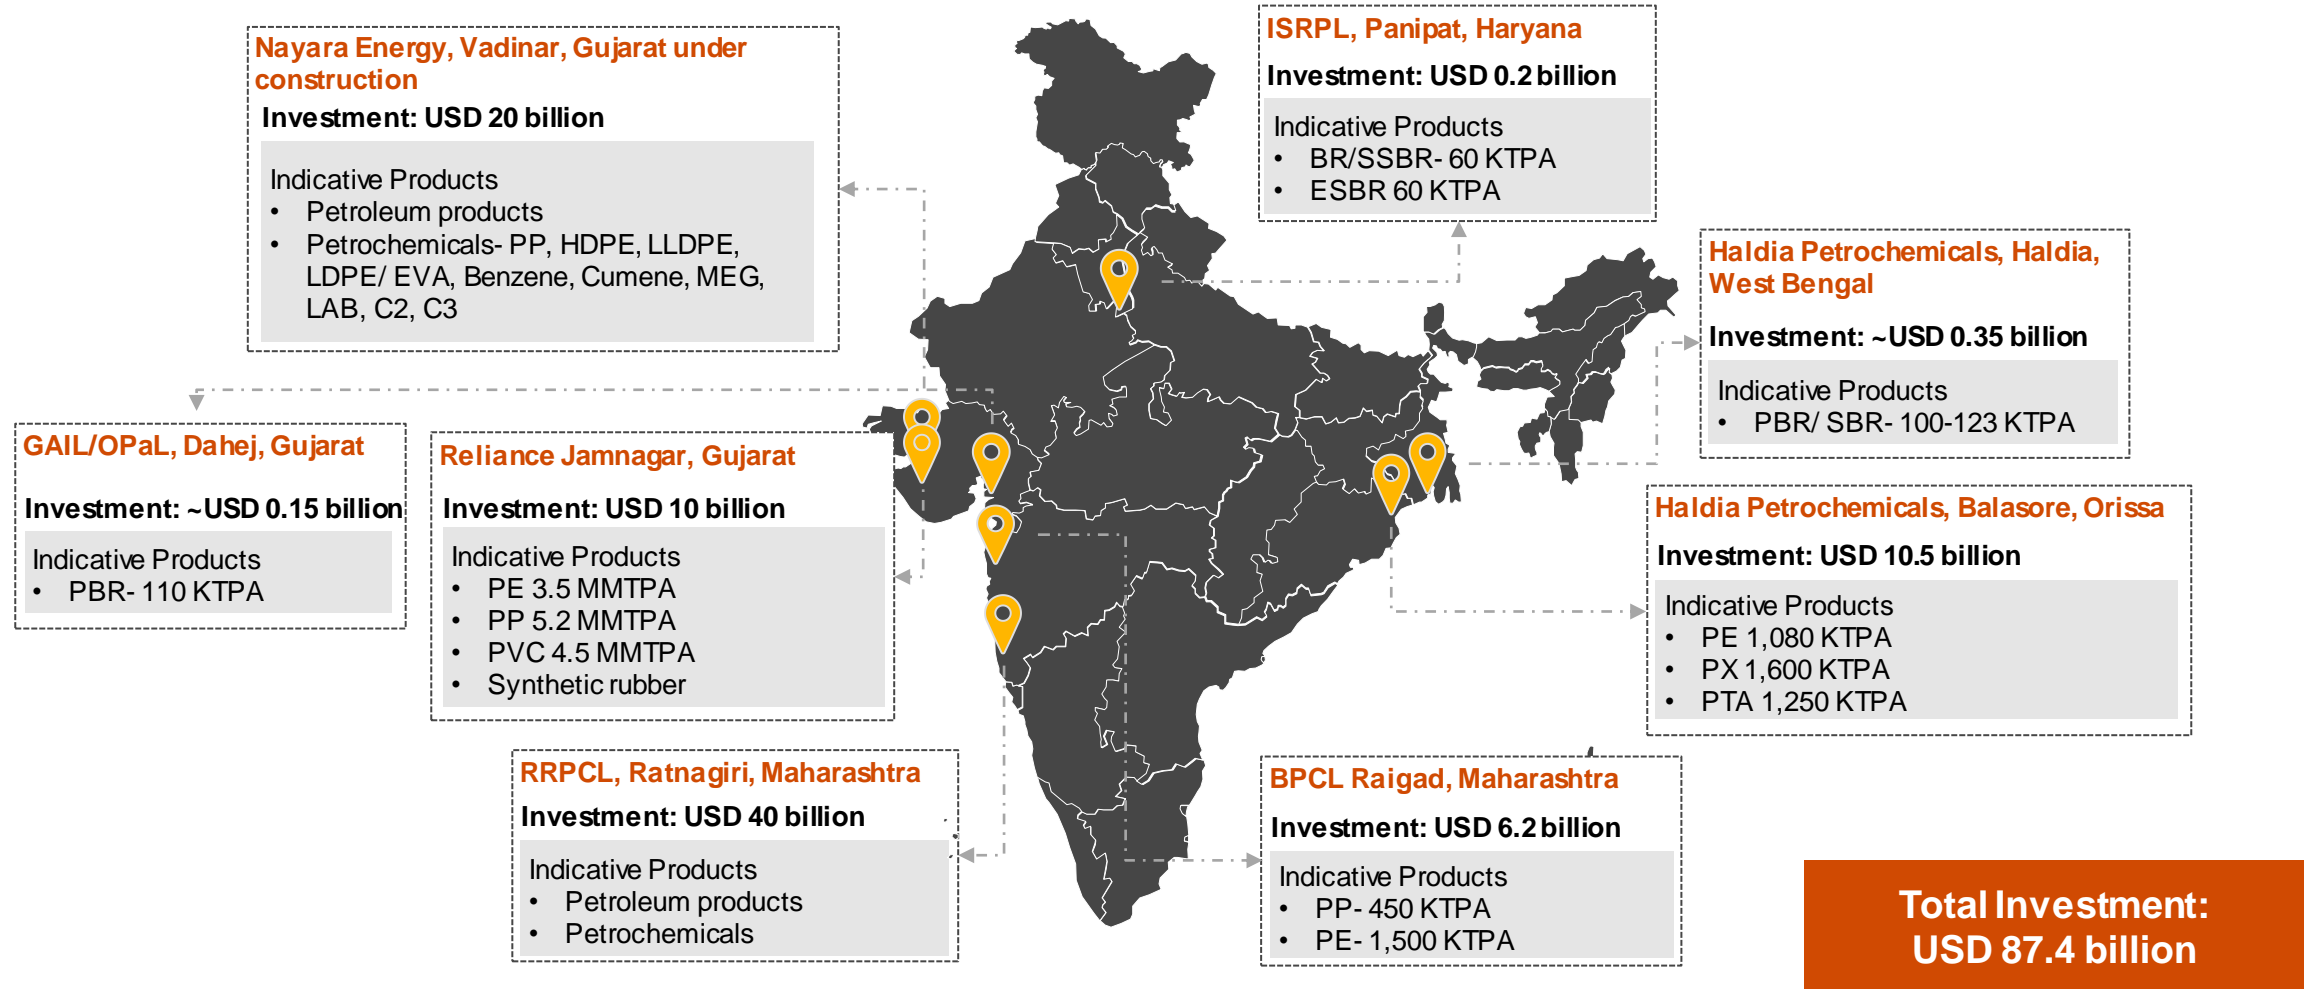 Nayara Energy, Vadinar, Gujarat under
construction
Investment: USD 20 billion
Indicative Products
• Petroleum products
• Petrochemicals- PP, HDPE, LLDPE,
LDPE/ EVA, Benzene, Cumene, MEG,
LAB, C2, C3
ISRPL, Panipat, Haryana
Investment: USD 0.2 billion
Indicative Products
• BR/SSBR- 60 KTPA
• ESBR 60 KTPA
Haldia Petrochemicals, Haldia,
West Bengal
Investment: ~USD 0.35 billion
Indicative Products
• PBR/ SBR- 100-123 KTPA
GAIL/OPaL, Dahej, Gujarat
Investment: ~USD 0.15 billion
Indicative Products
• PBR- 110 KTPA
Reliance Jamnagar, Gujarat
Investment: USD 10 billion
Indicative Products
• PE 3.5 MMTPA
• PP 5.2 MMTPA
• PVC 4.5 MMTPA
• Synthetic rubber
Haldia Petrochemicals, Balasore, Orissa
Investment: USD 10.5 billion
Indicative Products
• PE 1,080 KTPA
• PX 1,600 KTPA
• PTA 1,250 KTPA
RRPCL, Ratnagiri, Maharashtra
Investment: USD 40 billion
Indicative Products
• Petroleum products
• Petrochemicals
BPCL Raigad, Maharashtra
Investment: USD 6.2 billion
Indicative Products
• PP- 450 KTPA
• PE- 1,500 KTPA
Total Investment:
USD 87.4 billion